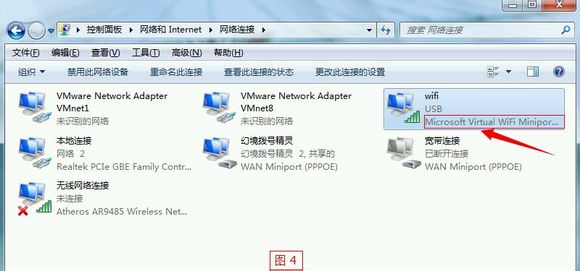 控制面板 ▸ 网络和 Internet ▸ 网络连接 ▸
搜索 网络连接
文件(F) 编辑(E) 查看(V) 工具(T) 高级(N) 帮助(H)
组织 禁用此网络设备 重命名此连接 查看此连接的状态 更改此连接的设置
VMware Network Adapter
VMnet1
未识别的网络
VMware Network Adapter
VMnet8
未识别的网络
wifi
USB
Microsoft Virtual WiFi Minipor...
本地连接
网络 2
Realtek PCIe GBE Family Contr...
幻境拨号精灵
幻境拨号精灵 2, 共享的
WAN Miniport (PPPOE)
宽带连接
已断开连接
WAN Miniport (PPPOE)
无线网络连接
未连接
Atheros AR9485 Wireless Net...
图 4